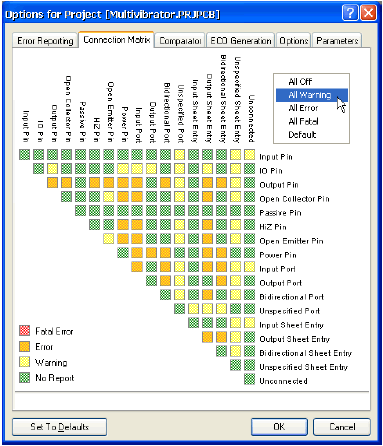 Options for Project [Multivibrator.PRJPCB]
Error Reporting
Connection Matrix
Comparator
ECO Generation
Options
Parameters
Input Pin
IO Pin
Output Pin
Open Collector Pin
Passive Pin
HiZ Pin
Open Emitter Pin
Power Pin
Input Port
Output Port
Bidirectional Port
Unspecified Port
Input Sheet Entry
Output Sheet Entry
Bidirectional Sheet Entry
Unspecified Sheet Entry
Unconnected
All Off
All Warning
All Error
All Fatal
Default
Input Pin
IO Pin
Output Pin
Open Collector Pin
Passive Pin
HiZ Pin
Open Emitter Pin
Power Pin
Input Port
Output Port
Bidirectional Port
Unspecified Port
Input Sheet Entry
Output Sheet Entry
Bidirectional Sheet Entry
Unspecified Sheet Entry
Unconnected
Fatal Error
Error
Warning
No Report
Set To Defaults
OK
Cancel